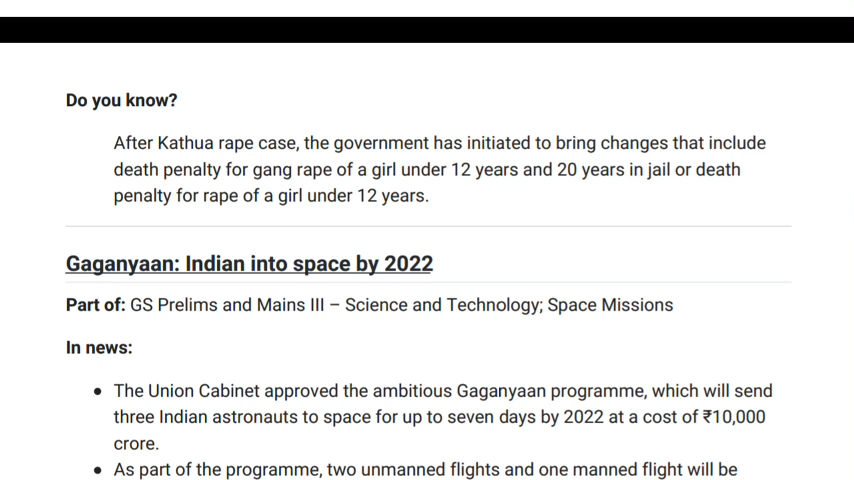 Do you know?
After Kathua rape case, the government has initiated to bring changes that include
death penalty for gang rape of a girl under 12 years and 20 years in jail or death
penalty for rape of a girl under 12 years.
Gaganyaan: Indian into space by 2022
Part of: GS Prelims and Mains III – Science and Technology; Space Missions
In news:
● The Union Cabinet approved the ambitious Gaganyaan programme, which will send
three Indian astronauts to space for up to seven days by 2022 at a cost of ₹10,000
crore.
● As part of the programme, two unmanned flights and one manned flight will be